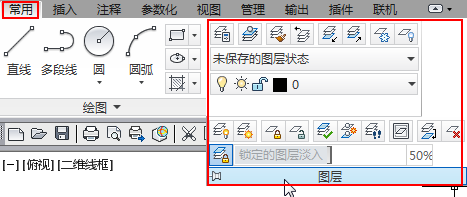 常用 插入 注释 参数化 视图 管理 输出 插件 联机
直线 多段线 圆 圆弧
绘图
未保存的图层状态
0
锁定的图层淡入 50%
图层
[−] [俯视] [二维线框]